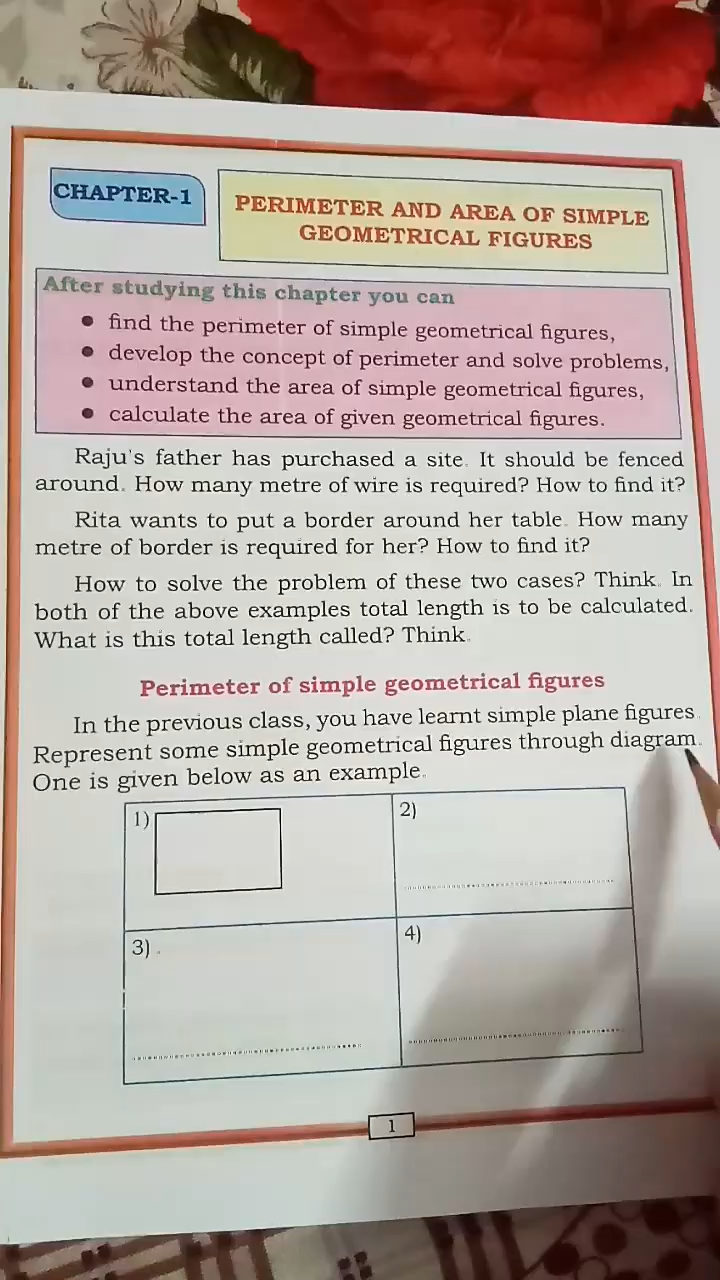 CHAPTER-1
PERIMETER AND AREA OF SIMPLE
GEOMETRICAL FIGURES
After studying this chapter you can
• find the perimeter of simple geometrical figures,
• develop the concept of perimeter and solve problems,
• understand the area of simple geometrical figures,
• calculate the area of given geometrical figures.
Raju's father has purchased a site. It should be fenced
around. How many metre of wire is required? How to find it?
Rita wants to put a border around her table. How many
metre of border is required for her? How to find it?
How to solve the problem of these two cases? Think. In
both of the above examples total length is to be calculated.
What is this total length called? Think.
Perimeter of simple geometrical figures
In the previous class, you have learnt simple plane figures.
Represent some simple geometrical figures through diagram.
One is given below as an example.
1)
2)
3)
4)
1